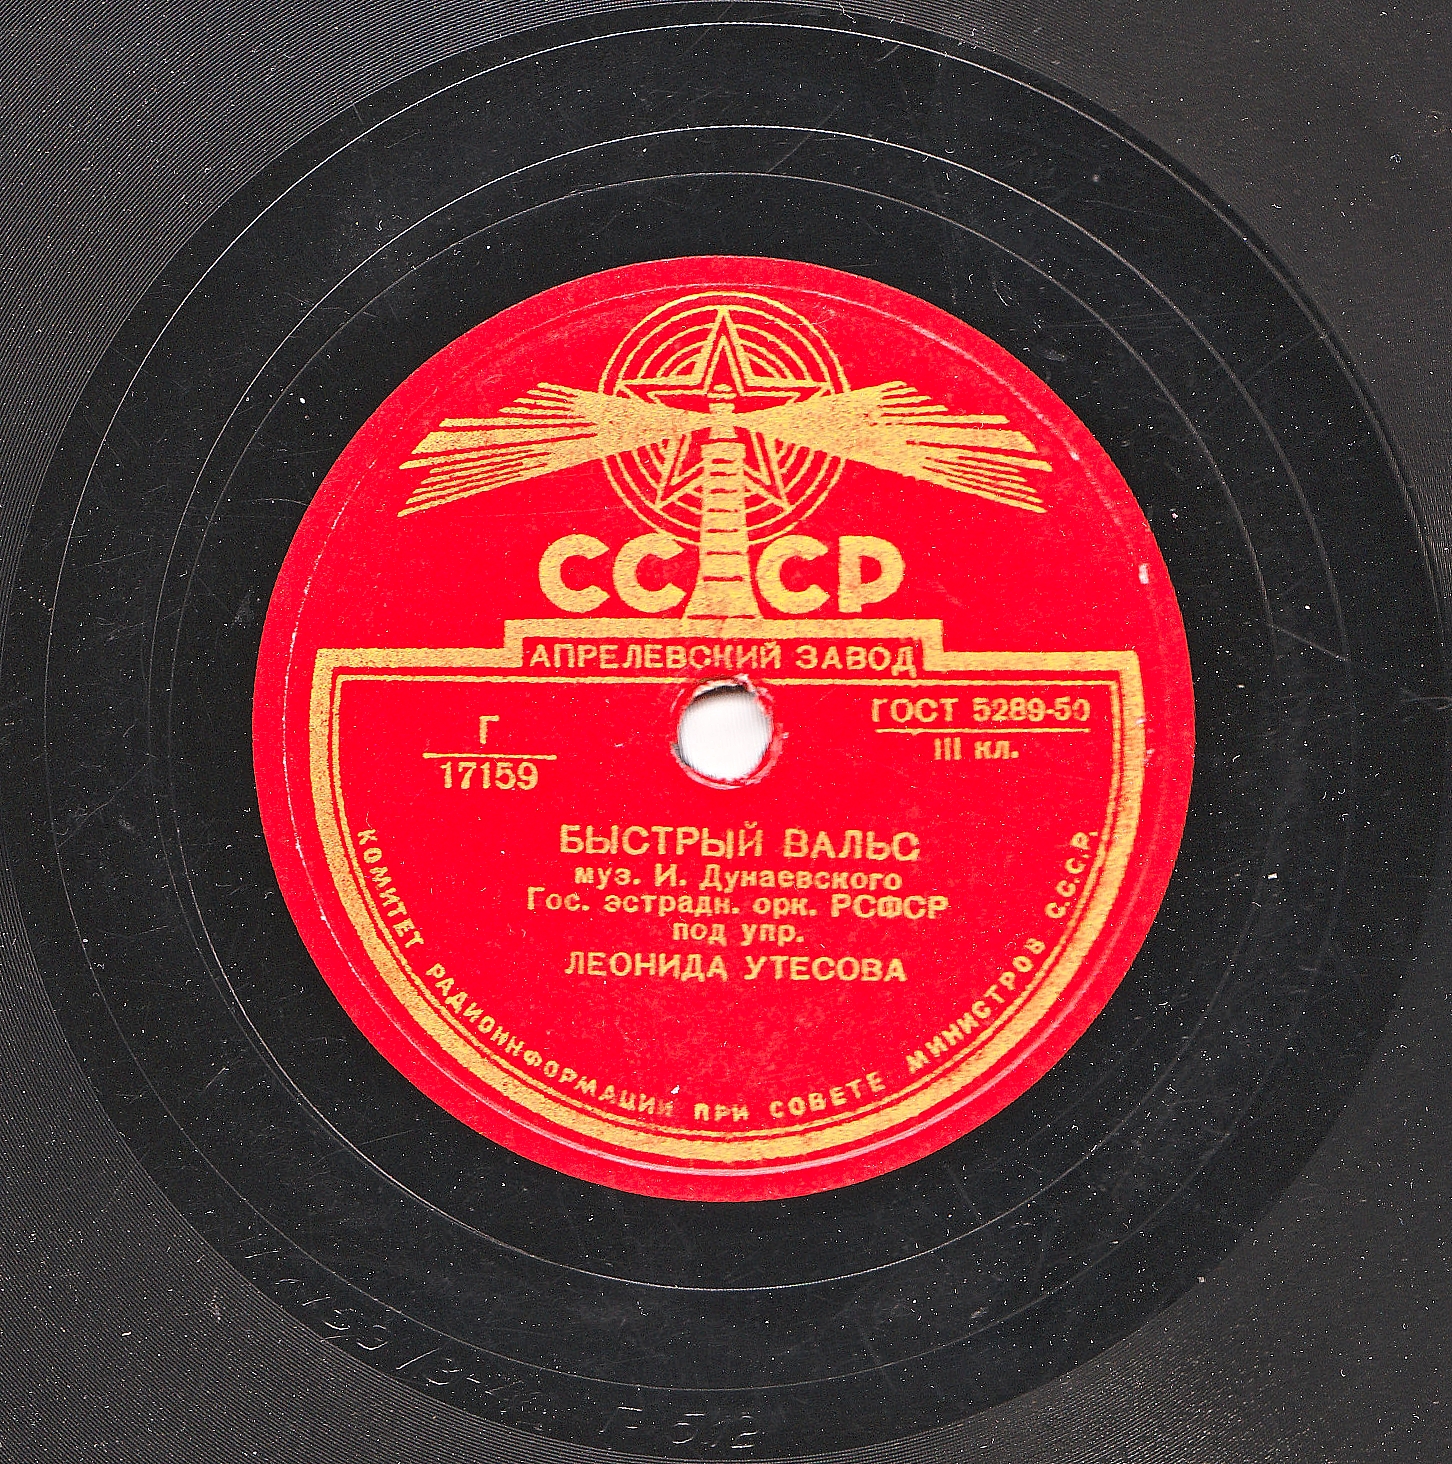 СССР
АПРЕЛЕВСКИЙ ЗАВОД
Г
17159
ГОСТ 5289-50
III кл.
БЫСТРЫЙ ВАЛЬС
муз. И. Дунаевского
Гос. эстрадн. орк. РСФСР
под упр.
ЛЕОНИДА УТЕСОВА
КОМИТЕТ РАДИОИНФОРМАЦИИ ПРИ СОВЕТЕ МИНИСТРОВ С.С.С.Р.